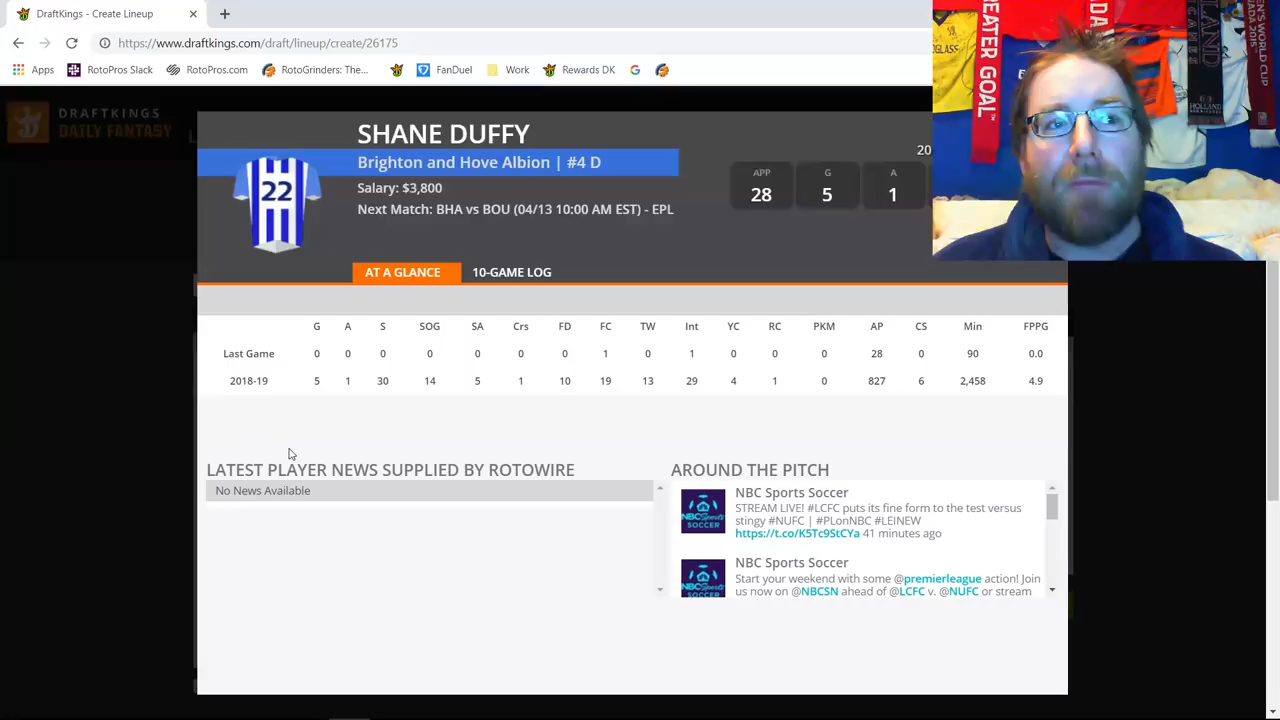 DraftKings - Create Lineup
https://www.draftkings.com/draft/lineup/create/26175
Apps RotoPros Slack RotoPros.com RotoGrinders: The... FanDuel Work Rewards DK
DRAFTKINGS
DAILY FANTASY
SHANE DUFFY
Brighton and Hove Albion | #4 D
Salary: $3,800
Next Match: BHA vs BOU (04/13 10:00 AM EST) - EPL
22
20
APP G A
28 5 1
AT A GLANCE 10-GAME LOG
G A S SOG SA Crs FD FC TW Int YC RC PKM AP CS Min FPPG
Last Game 0 0 0 0 0 0 0 1 0 1 0 0 0 28 0 90 0.0
2018-19 5 1 30 14 5 1 10 19 13 29 4 1 0 827 6 2,458 4.9
LATEST PLAYER NEWS SUPPLIED BY ROTOWIRE
No News Available
AROUND THE PITCH
NBC Sports Soccer
STREAM LIVE! #LCFC puts its fine form to the test versus
stingy #NUFC | #PLonNBC #LEINEW
https://t.co/K5Tc9StCYa 41 minutes ago
NBC Sports Soccer
Start your weekend with some @premierleague action! Join
us now on @NBCSN ahead of @LCFC v. @NUFC or stream
EATER GOAL
HOLLAND